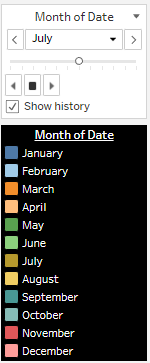 Month of Date
July
Show history
Month of Date
January
February
March
April
May
June
July
August
September
October
November
December